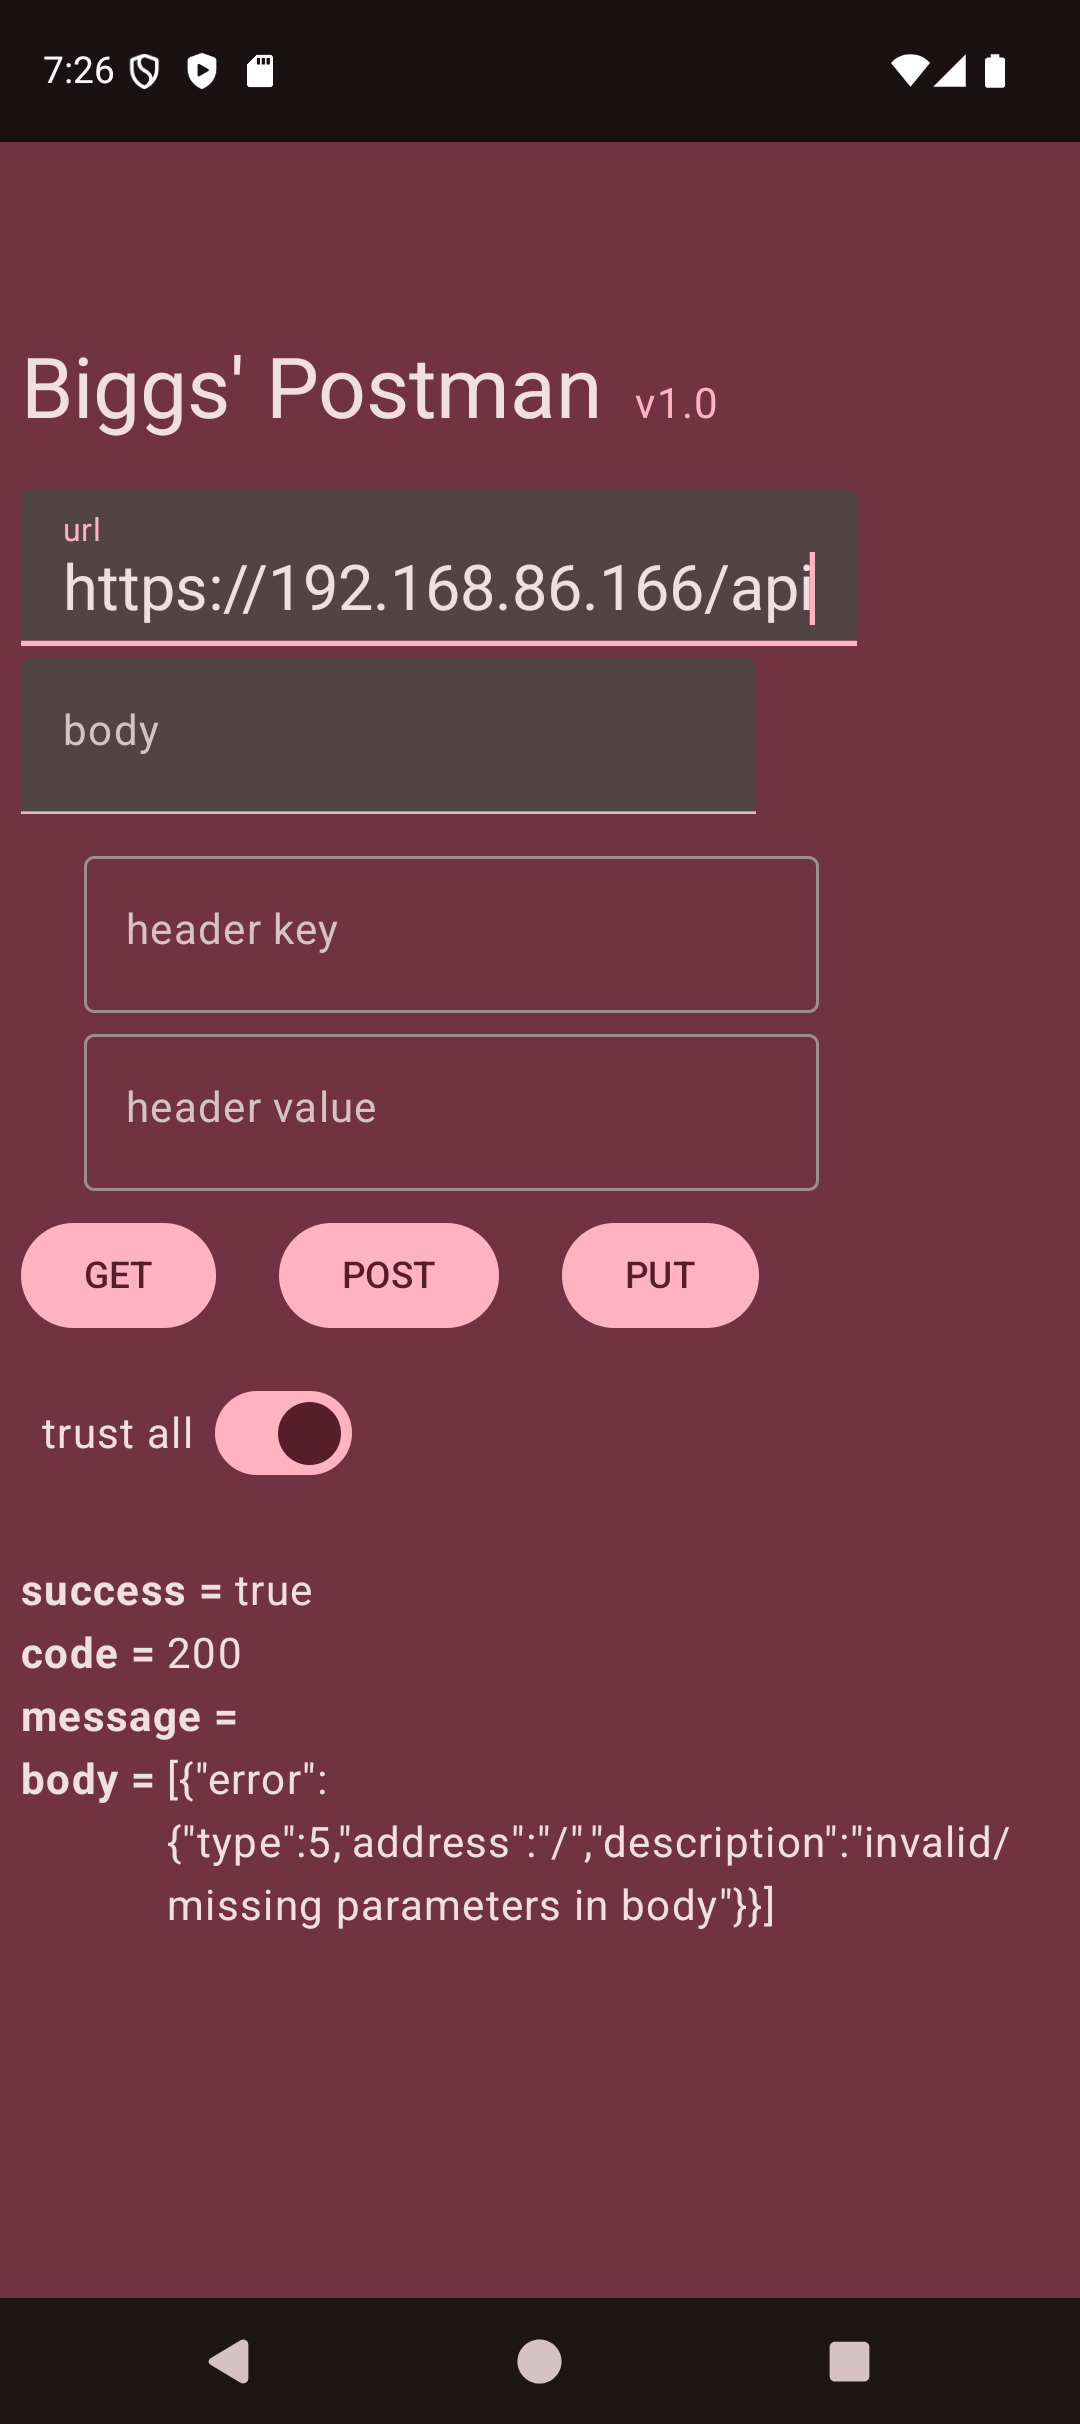 7:26
Biggs' Postman v1.0
url
https://192.168.86.166/api
body
header key
header value
GET POST PUT
trust all
success = true
code = 200
message =
body = [{"error":
{"type":5,"address":"/","description":"invalid/
missing parameters in body"}}]